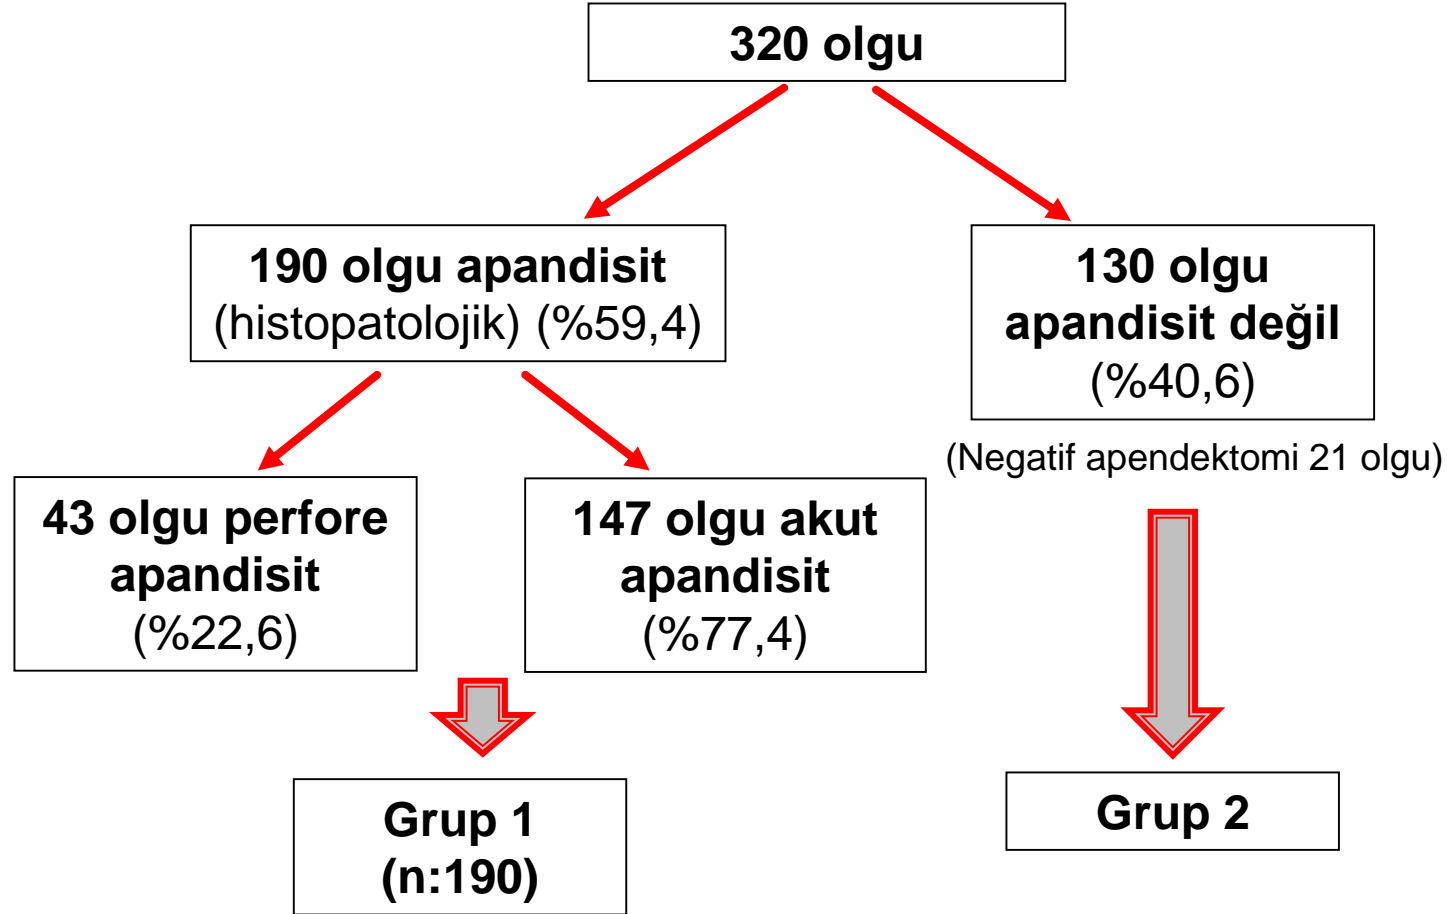 320 olgu
190 olgu apandisit
(histopatolojik) (%59,4)
130 olgu
apandisit değil
(%40,6)
(Negatif apendektomi 21 olgu)
43 olgu perfore
apandisit
(%22,6)
147 olgu akut
apandisit
(%77,4)
Grup 1
(n:190)
Grup 2